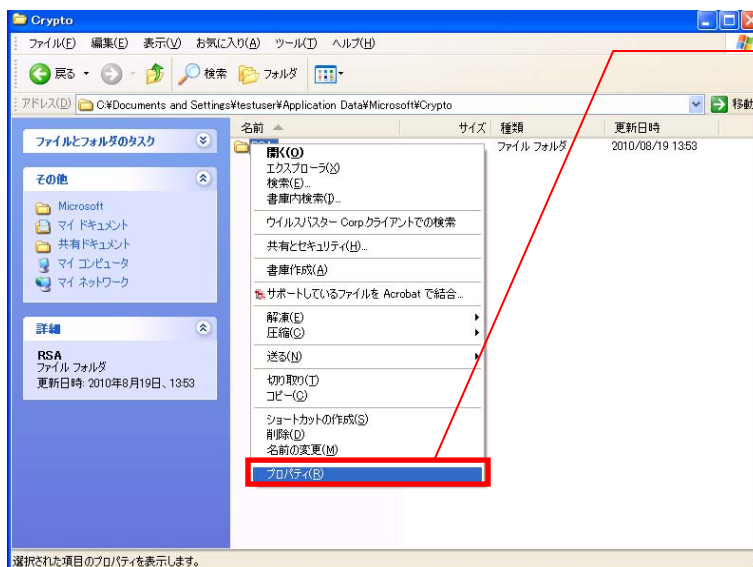 Crypto
ファイル(F) 編集(E) 表示(V) お気に入り(A) ツール(T) ヘルプ(H)
戻る 検索 フォルダ
アドレス(D) C:¥Documents and Settings¥testuser¥Application Data¥Microsoft¥Crypto 移動
名前 サイズ 種類 更新日時
RSA ファイル フォルダ 2010/08/19 13:53
ファイルとフォルダのタスク
その他
Microsoft
マイ ドキュメント
共有ドキュメント
マイ コンピュータ
マイ ネットワーク
詳細
RSA
ファイル フォルダ
更新日時: 2010年8月19日、13:53
開く(O)
エクスプローラ(X)
検索(E)...
書庫内検索(I)...
ウイルスバスター Corp.クライアントでの検索
共有とセキュリティ(H)...
書庫作成(A)
サポートしているファイルを Acrobat で結合...
解凍(E)
圧縮(C)
送る(N)
切り取り(T)
コピー(C)
ショートカットの作成(S)
削除(D)
名前の変更(M)
プロパティ(R)
選択された項目のプロパティを表示します。